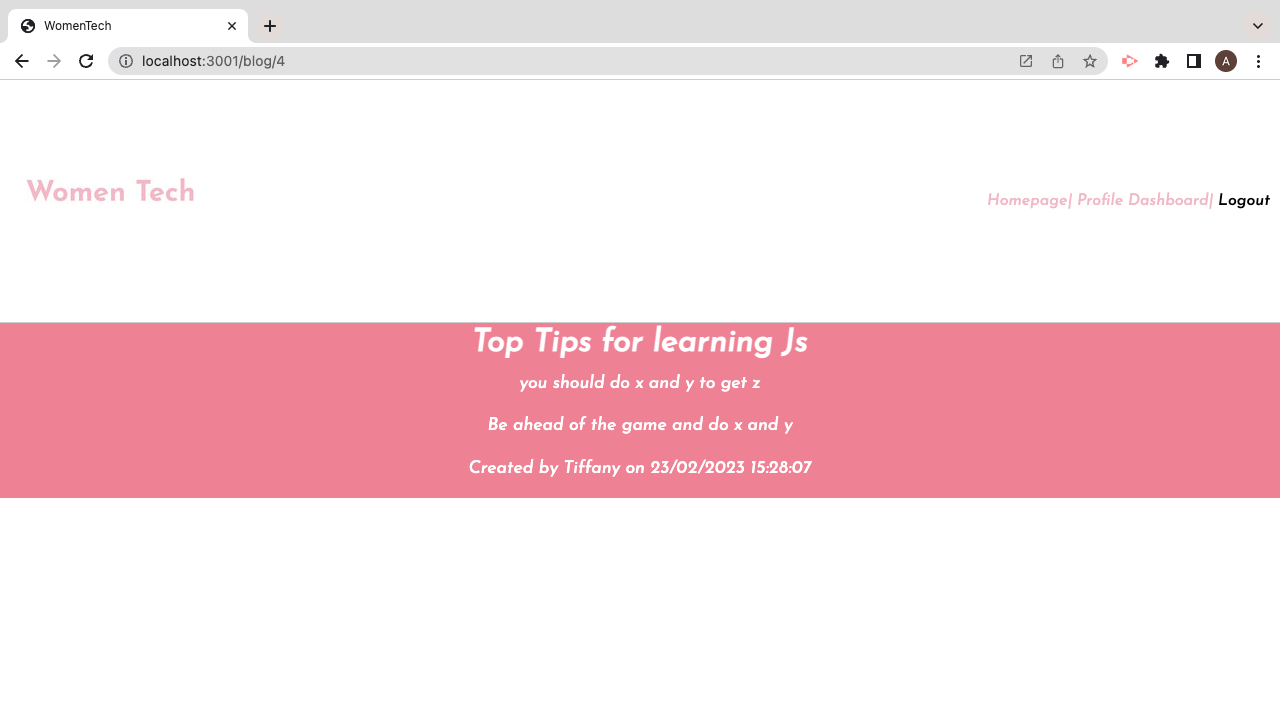 WomenTech
localhost:3001/blog/4
A
Women Tech
Homepage| Profile Dashboard| Logout
Top Tips for learning Js
you should do x and y to get z
Be ahead of the game and do x and y
Created by Tiffany on 23/02/2023 15:28:07